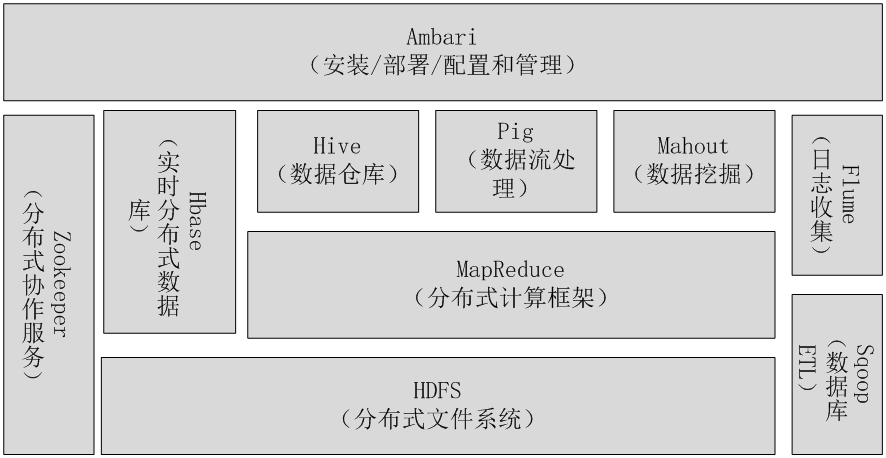 Ambari
（安装/部署/配置和管理）
Zookeeper
（分布式协作服务）
Hbase
（实时分布式数据
库）
Hive
（数据仓库）
Pig
（数据流处
理）
Mahout
（数据挖掘）
Flume
（日志收集）
MapReduce
（分布式计算框架）
Sqoop
（数据库
ETL）
HDFS
（分布式文件系统）